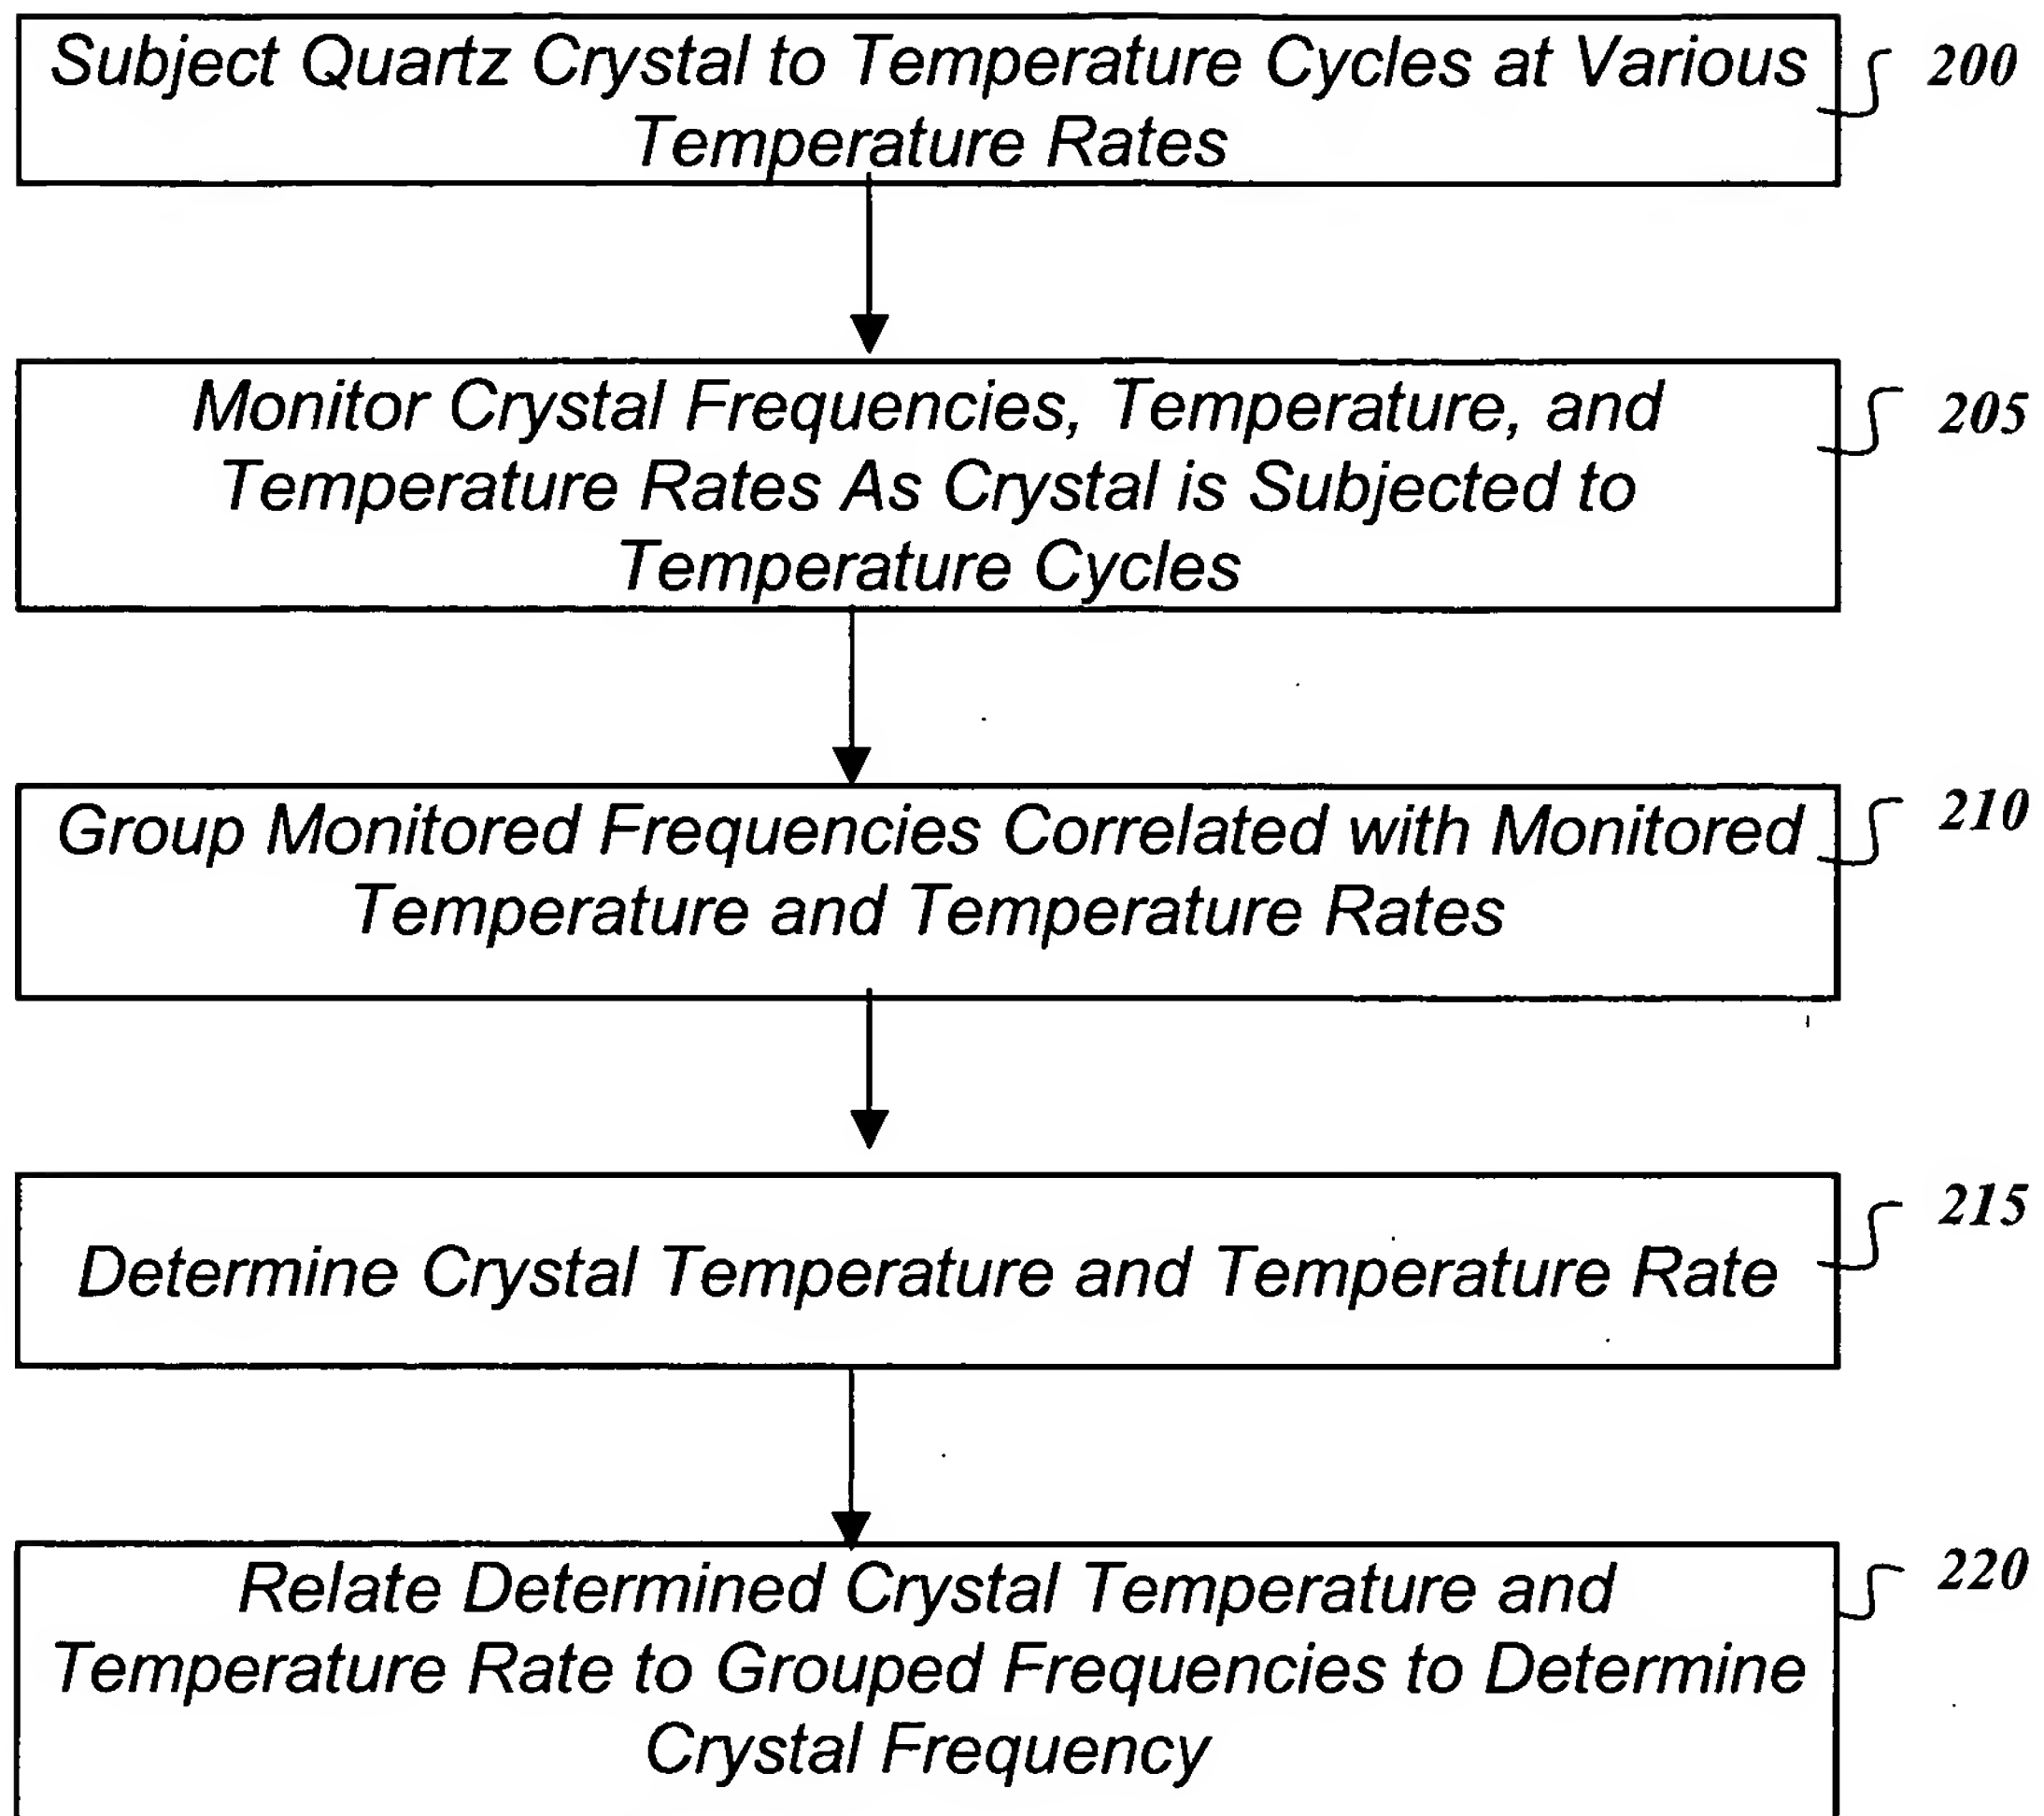 Subject Quartz Crystal to Temperature Cycles at Various
Temperature Rates
200
Monitor Crystal Frequencies, Temperature, and
Temperature Rates As Crystal is Subjected to
Temperature Cycles
205
Group Monitored Frequencies Correlated with Monitored
Temperature and Temperature Rates
210
Determine Crystal Temperature and Temperature Rate
215
Relate Determined Crystal Temperature and
Temperature Rate to Grouped Frequencies to Determine
Crystal Frequency
220